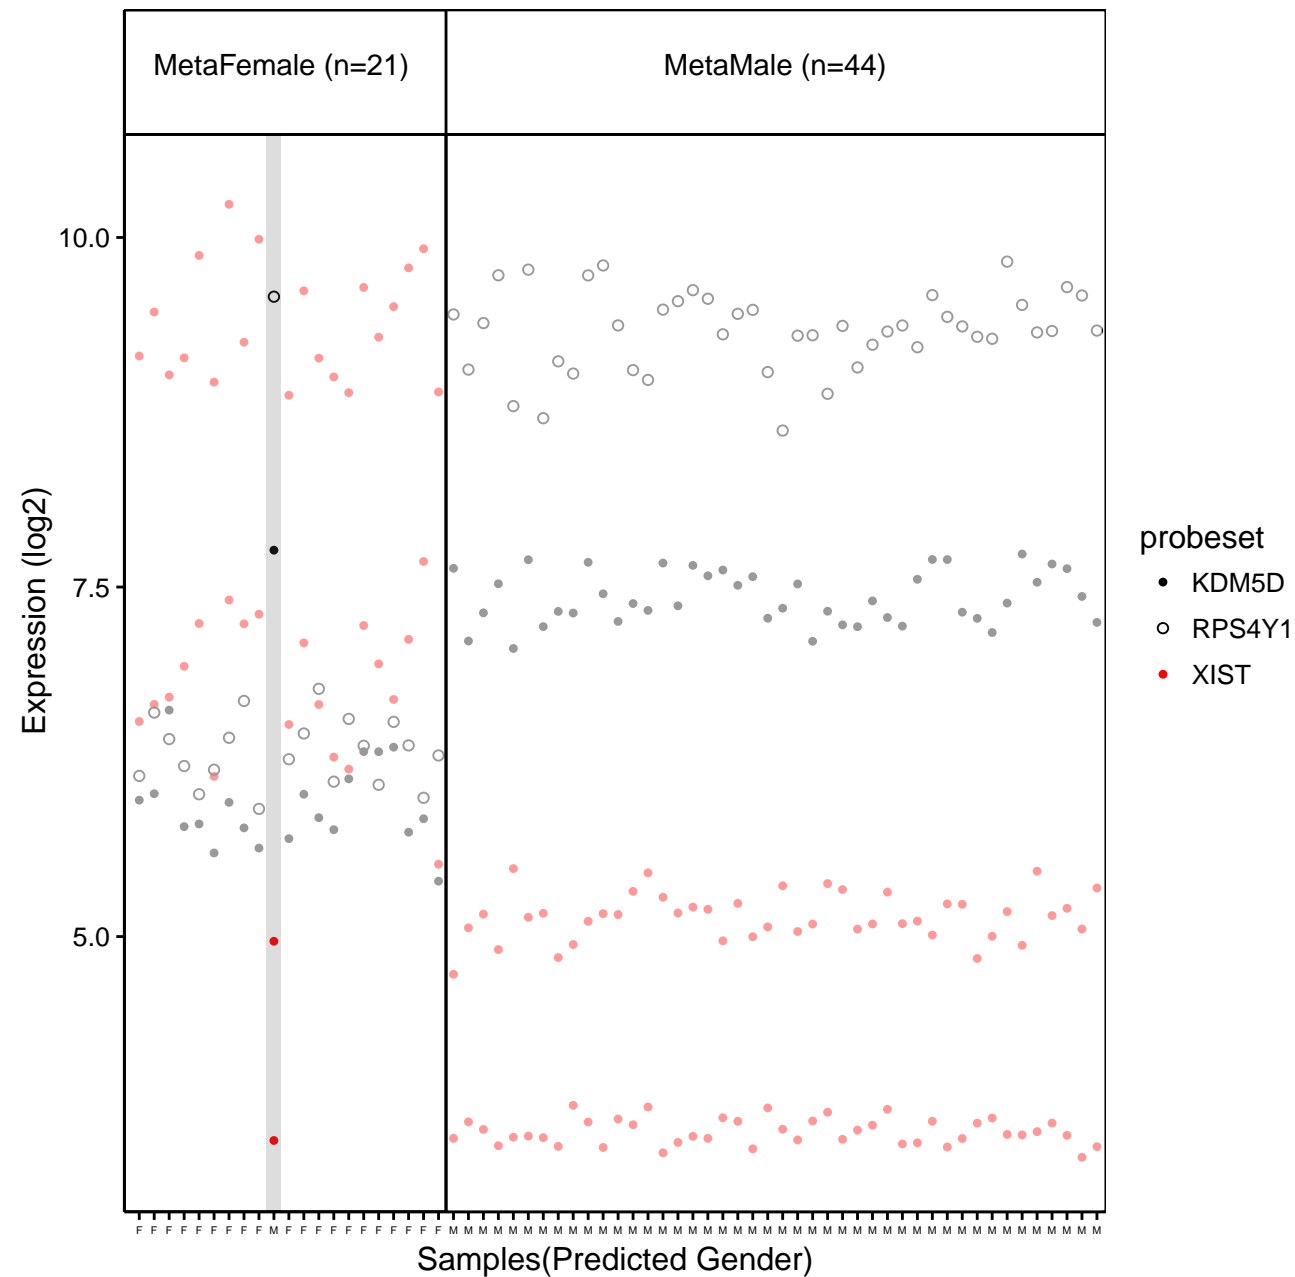 MetaFemale (n=21)
MetaMale (n=44)
10.0
7.5
5.0
Expression (log2)
F F F F F F F F F M F F F F F F F F F F F M M M M M M M M M M M M M M M M M M M M M M M M M M M M M M M M M M M M M M M M M M M M
Samples(Predicted Gender)
probeset
KDM5D
RPS4Y1
XIST